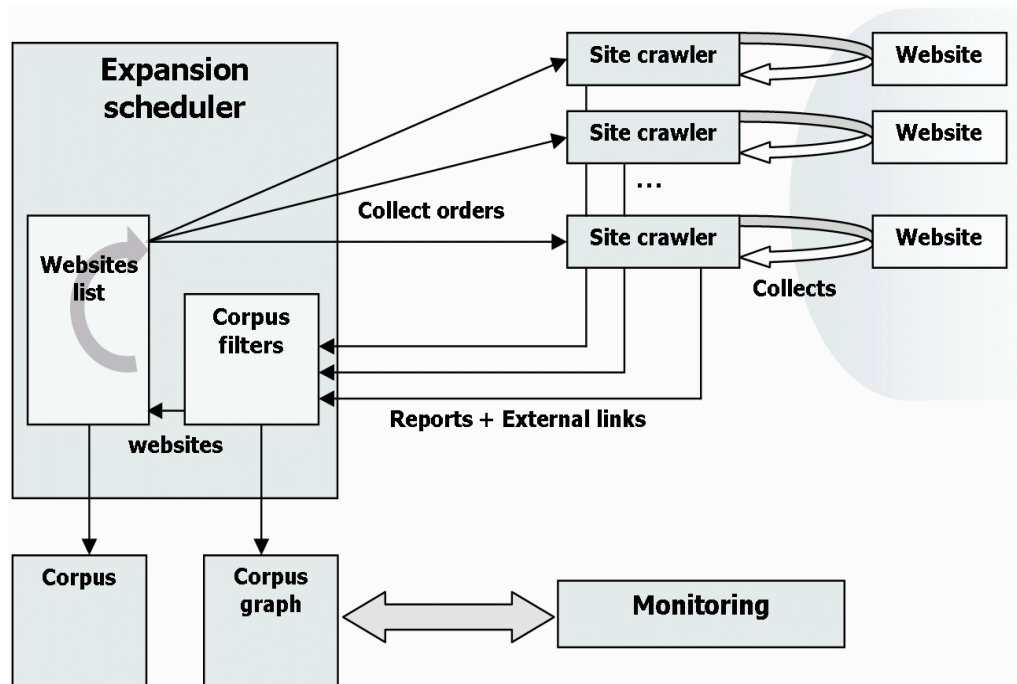 Expansion
scheduler
Site crawler
Website
Site crawler
Website
...
Collect orders
Site crawler
Website
Websites
list
Collects
Corpus
filters
Reports + External links
websites
Corpus
Corpus
graph
Monitoring